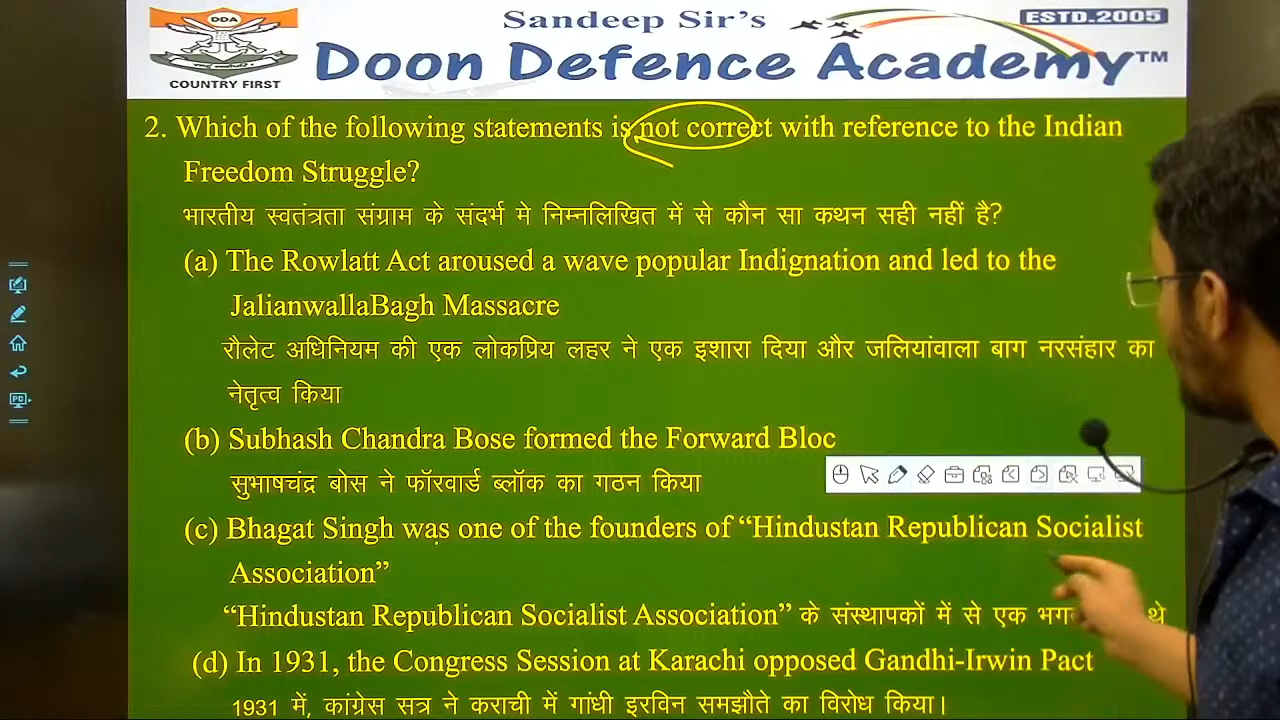 DDA
COUNTRY FIRST
Sandeep Sir's
ESTD.2005
Doon Defence Academy™
2. Which of the following statements is not correct with reference to the Indian
Freedom Struggle?
भारतीय स्वतंत्रता संग्राम के संदर्भ मे निम्नलिखित में से कौन सा कथन सही नहीं है?
(a) The Rowlatt Act aroused a wave popular Indignation and led to the
JalianwallaBagh Massacre
रौलेट अधिनियम की एक लोकप्रिय लहर ने एक इशारा दिया और जलियांवाला बाग नरसंहार का
नेतृत्व किया
(b) Subhash Chandra Bose formed the Forward Bloc
सुभाषचंद्र बोस ने फॉरवार्ड ब्लॉक का गठन किया
(c) Bhagat Singh was one of the founders of “Hindustan Republican Socialist
Association”
“Hindustan Republican Socialist Association” के संस्थापकों में से एक थे
(d) In 1931, the Congress Session at Karachi opposed Gandhi-Irwin Pact
1931 में, कांग्रेस सत्र ने कराची में गांधी इरविन समझौते का विरोध किया।